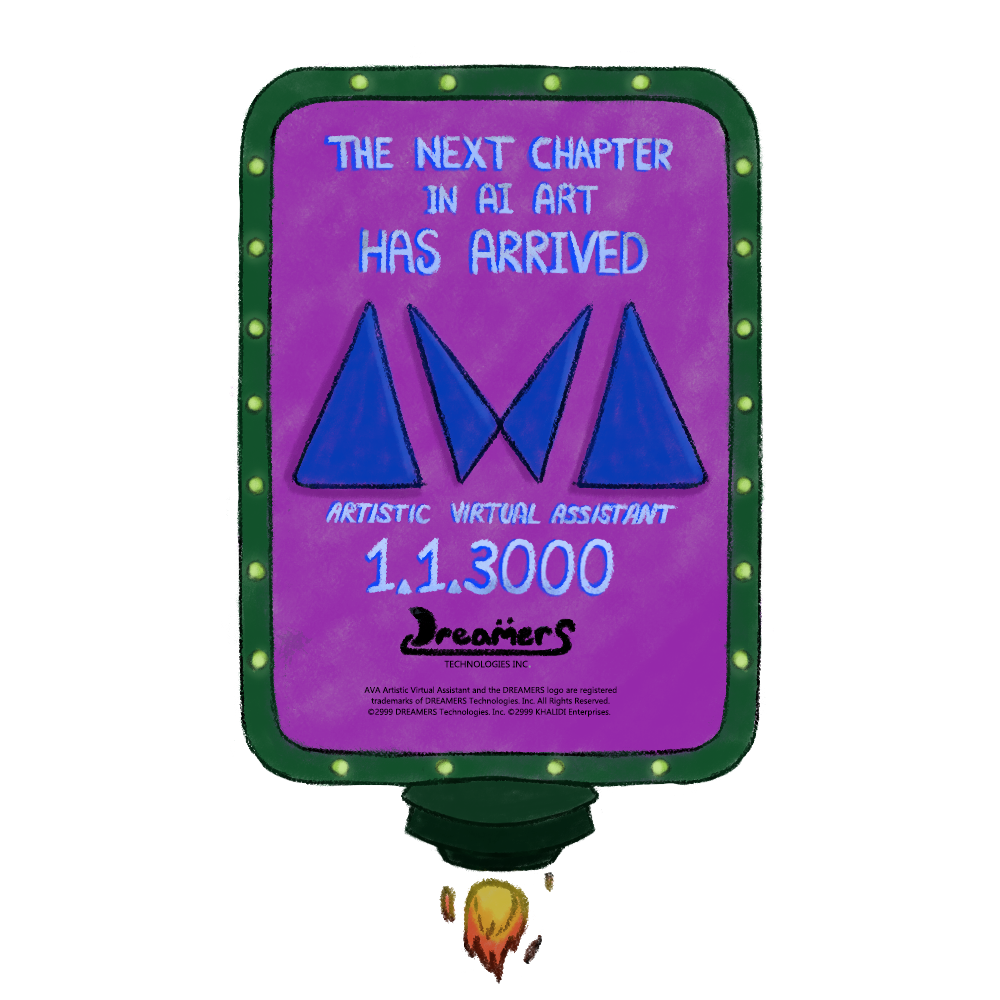 THE NEXT CHAPTER
IN AI ART
HAS ARRIVED
AVA
ARTISTIC VIRTUAL ASSISTANT
1.1.3000
Dreamers
TECHNOLOGIES INC.
AVA Artistic Virtual Assistant and the DREAMERS logo are registered
trademarks of DREAMERS Technologies. Inc. All Rights Reserved.
©2999 DREAMERS Technologies. Inc. ©2999 KHALIDI Enterprises.